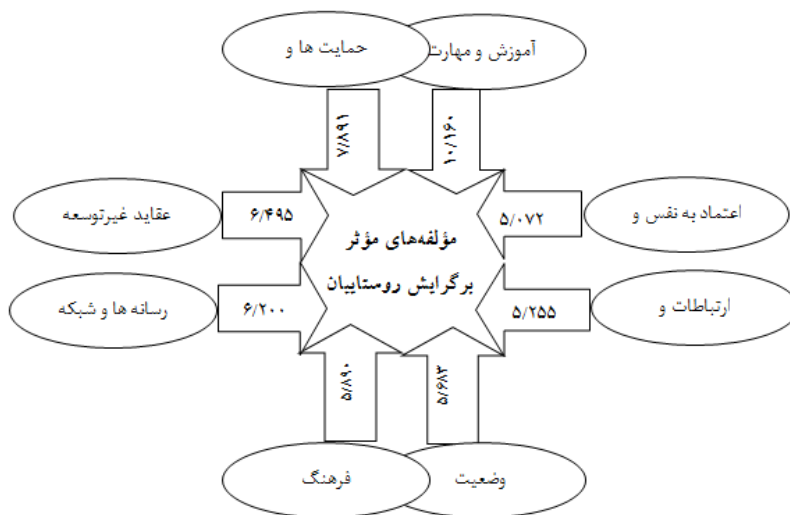 آموزش و مهارت
حمایت ها و
۱۰/۱۶۰
۷/۸۹۱
اعتماد به نفس و
۵/۰۷۲
۶/۴۹۵
عقاید غیرتوسعه
مؤلفه‌های مؤثر
برگرایش روستاییان
ارتباطات و
۵/۲۵۵
۶/۲۰۰
رسانه ها و شبکه
۵/۶۸۳
۵/۸۹۰
وضعیت
فرهنگ